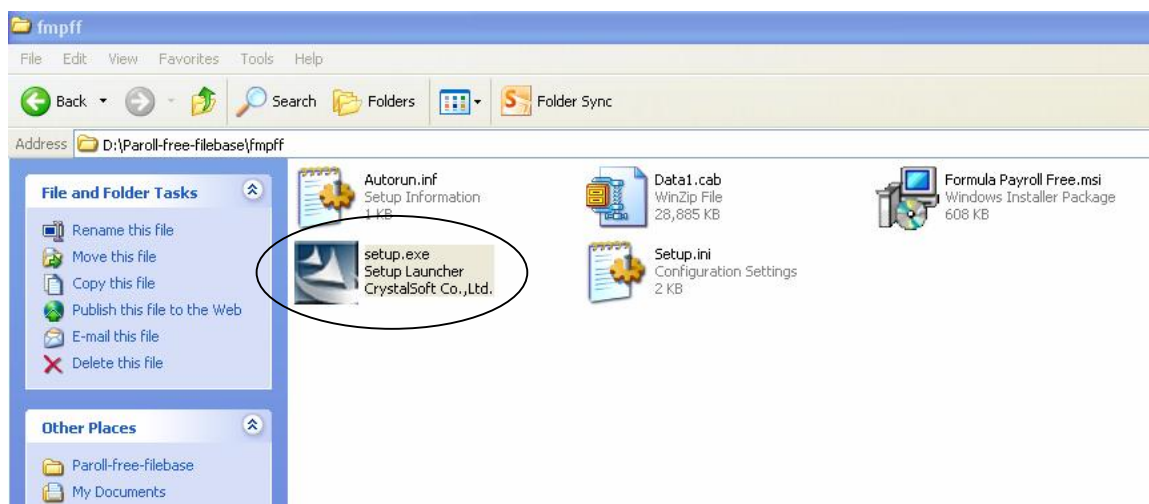 fmpff
File Edit View Favorites Tools Help
Back Search Folders Folder Sync
Address D:\Paroll-free-filebase\fmpff
File and Folder Tasks
Rename this file
Move this file
Copy this file
Publish this file to the Web
E-mail this file
Delete this file
Other Places
Paroll-free-filebase
My Documents
Autorun.inf
Setup Information
1 KB
Data1.cab
WinZip File
28,885 KB
Formula Payroll Free.msi
Windows Installer Package
608 KB
setup.exe
Setup Launcher
CrystalSoft Co.,Ltd.
Setup.ini
Configuration Settings
2 KB